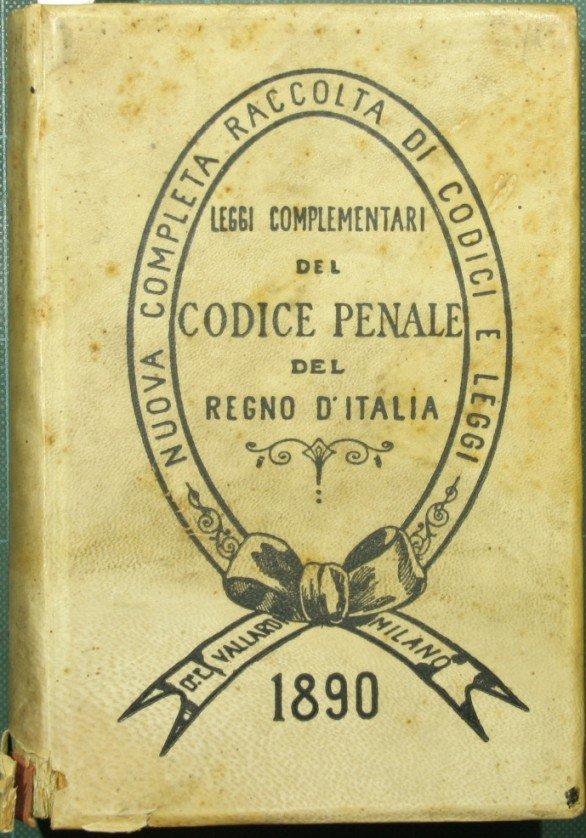 NUOVA COMPLETA RACCOLTA DI CODICI E LEGGI
LEGGI COMPLEMENTARI
DEL
CODICE PENALE
DEL
REGNO D'ITALIA
VALLARDI
MILANO
1890